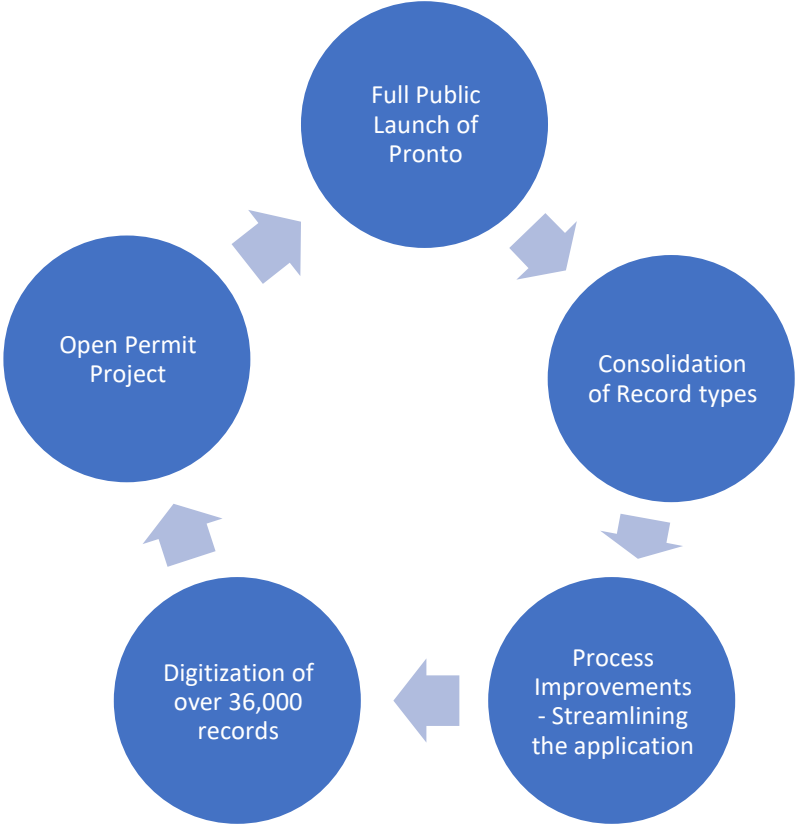 Full Public
Launch of
Pronto
Consolidation
of Record types
Process
Improvements
- Streamlining
the application
Digitization of
over 36,000
records
Open Permit
Project